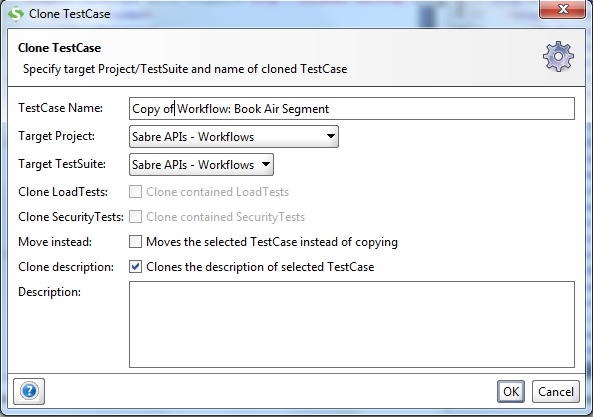 Clone TestCase
Clone TestCase
Specify target Project/TestSuite and name of cloned TestCase
TestCase Name: Copy of Workflow: Book Air Segment
Target Project: Sabre APIs - Workflows
Target TestSuite: Sabre APIs - Workflows
Clone LoadTests: Clone contained LoadTests
Clone SecurityTests: Clone contained SecurityTests
Move instead: Moves the selected TestCase instead of copying
Clone description: Clones the description of selected TestCase
Description:
? OK Cancel